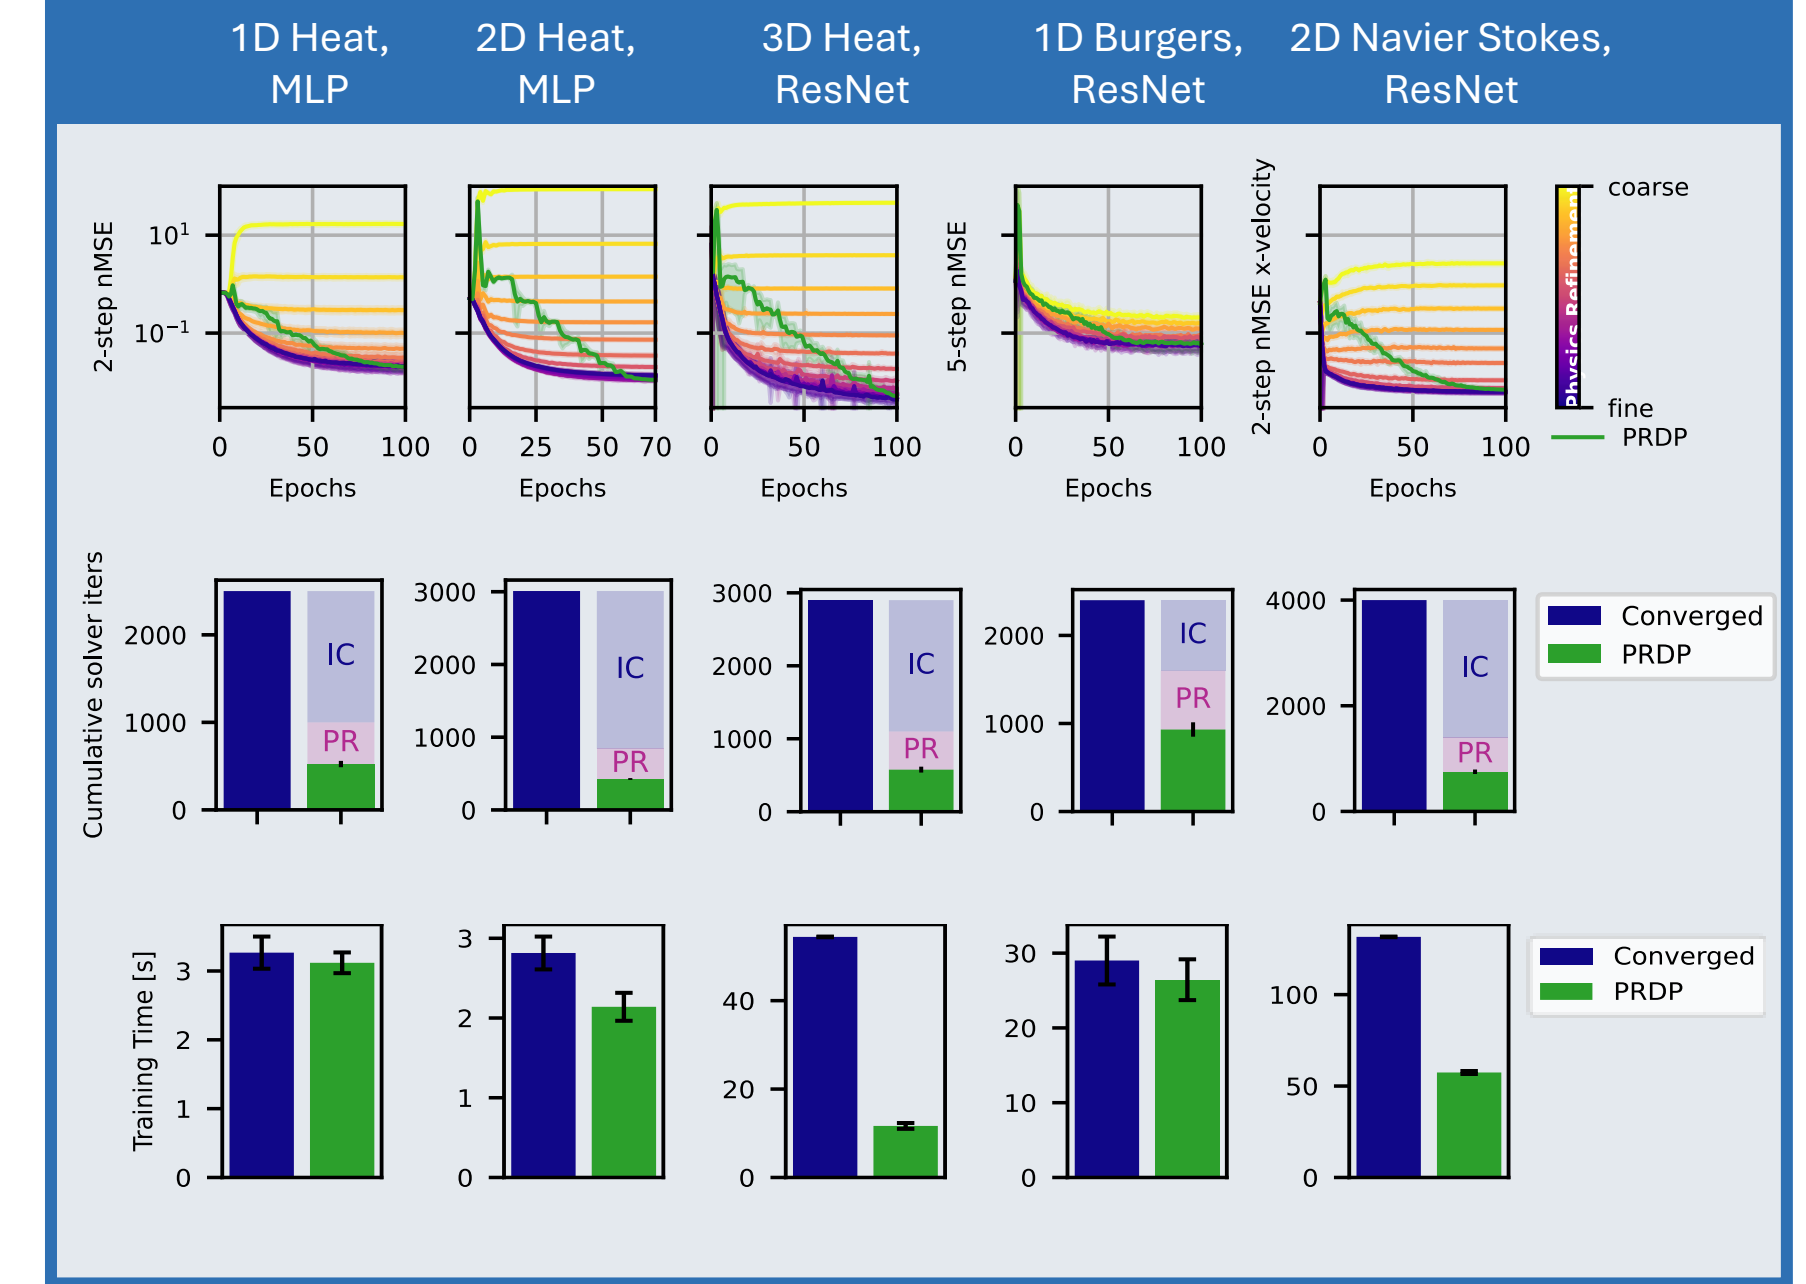 1D Heat,
MLP
2D Heat,
MLP
3D Heat,
ResNet
1D Burgers,
ResNet
2D Navier Stokes,
ResNet
2-step nMSE
10^1
10^-1
0 50 100
Epochs
0 25 50 70
Epochs
0 50 100
Epochs
5-step nMSE
0 50 100
Epochs
2-step nMSE x-velocity
0 50 100
Epochs
Physics Refinement
coarse
fine
PRDP
Cumulative solver iters
2000
1000
0
IC
PR
3000
2000
1000
0
IC
PR
3000
2000
1000
0
IC
PR
2000
1000
0
IC
PR
4000
2000
0
IC
PR
Converged
PRDP
Training Time [s]
3
2
1
0
3
2
1
0
40
20
0
30
20
10
0
100
50
0
Converged
PRDP